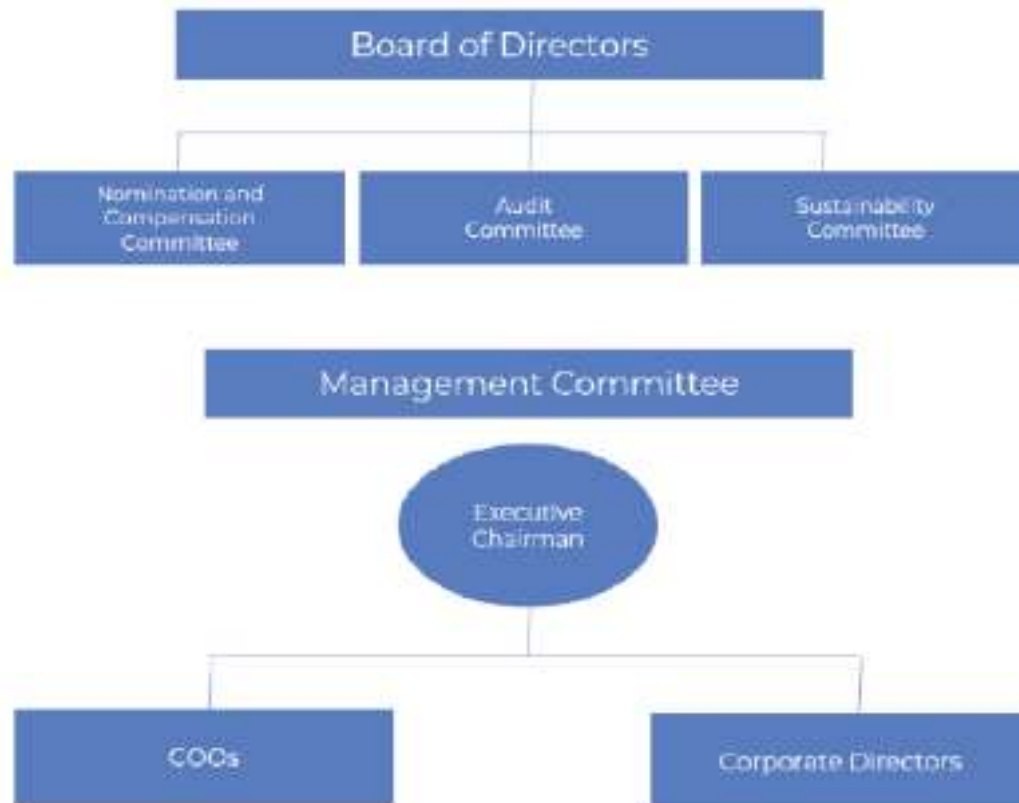 Board of Directors
Nomination and
Compensation
Committee
Audit
Committee
Sustainability
Committee
Management Committee
Executive
Chairman
COOs
Corporate Directors